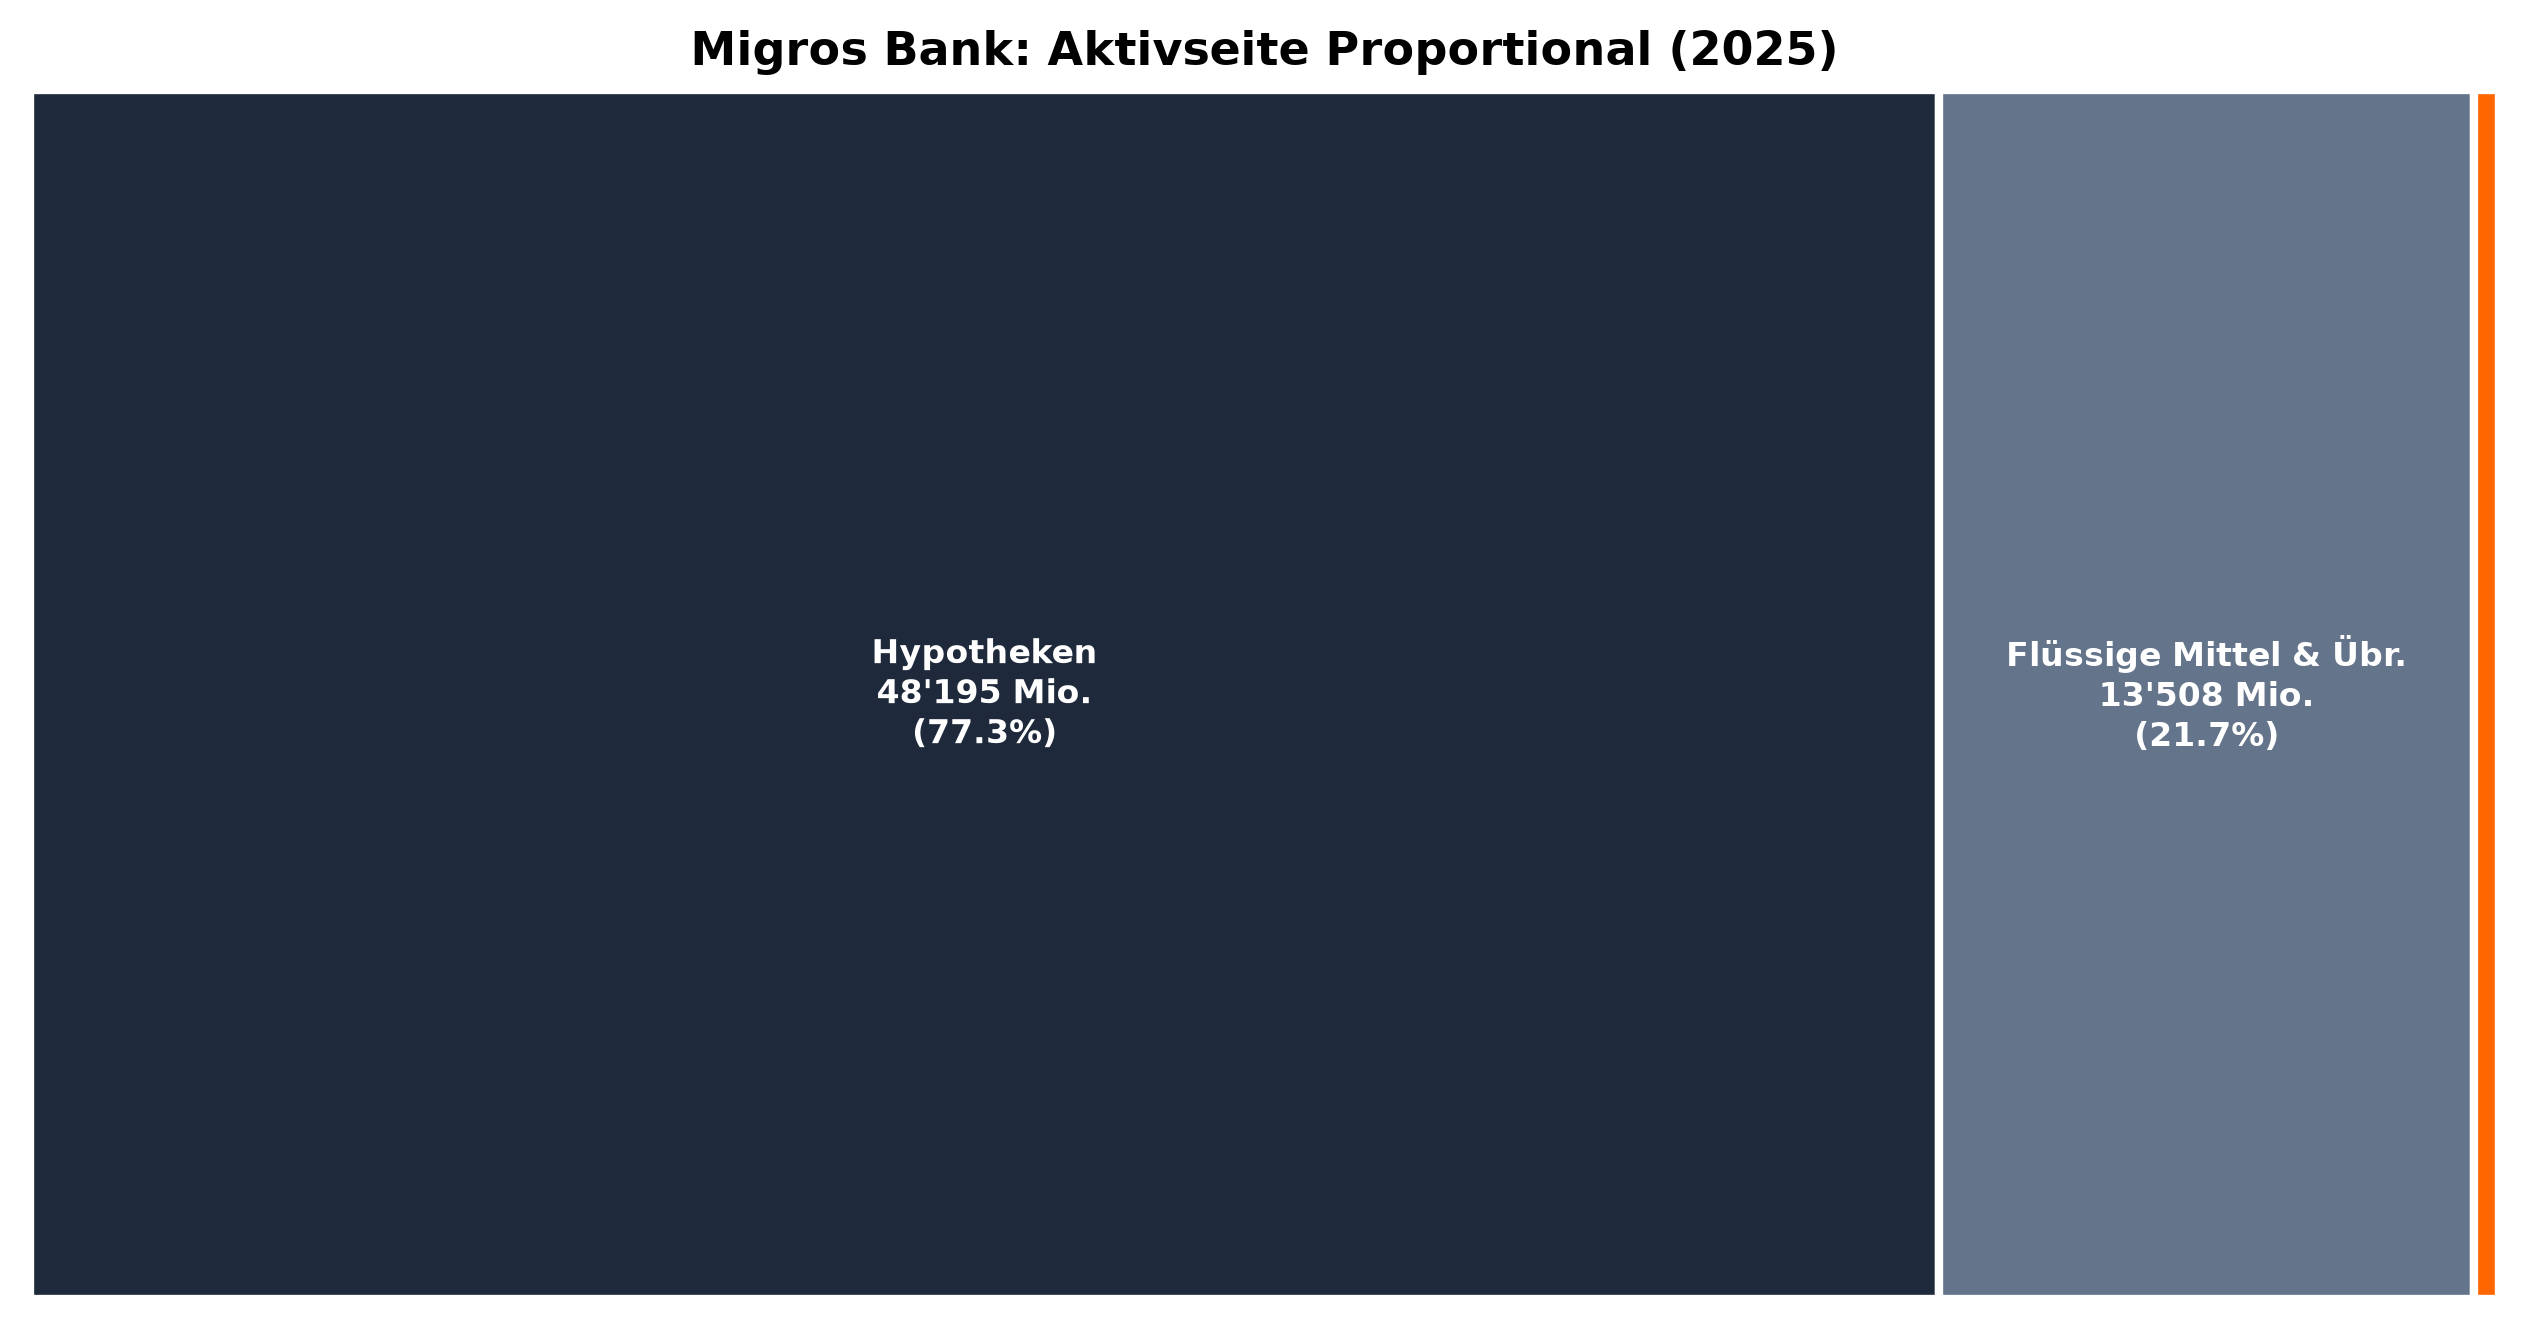 Migros Bank: Aktivseite Proportional (2025)
Hypotheken
48'195 Mio.
(77.3%)
Flüssige Mittel & Übr.
13'508 Mio.
(21.7%)